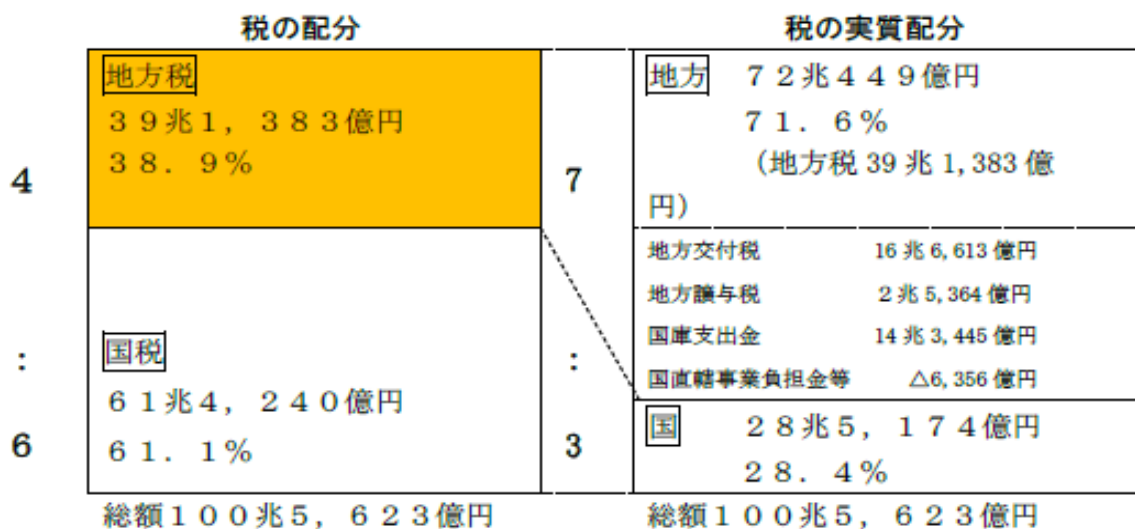 税の配分
地方税
３９兆１，３８３億円
３８．９％
4
:
6
国税
６１兆４，２４０億円
６１．１％
総額１００兆５，６２３億円
税の実質配分
7
:
3
地方　７２兆４４９億円
７１．６％
（地方税 39 兆 1,383 億
円）
地方交付税　16 兆 6,613 億円
地方譲与税　2 兆 5,364 億円
国庫支出金　14 兆 3,445 億円
国直轄事業負担金等　△6,356 億円
国　２８兆５，１７４億円
２８．４％
総額１００兆５，６２３億円